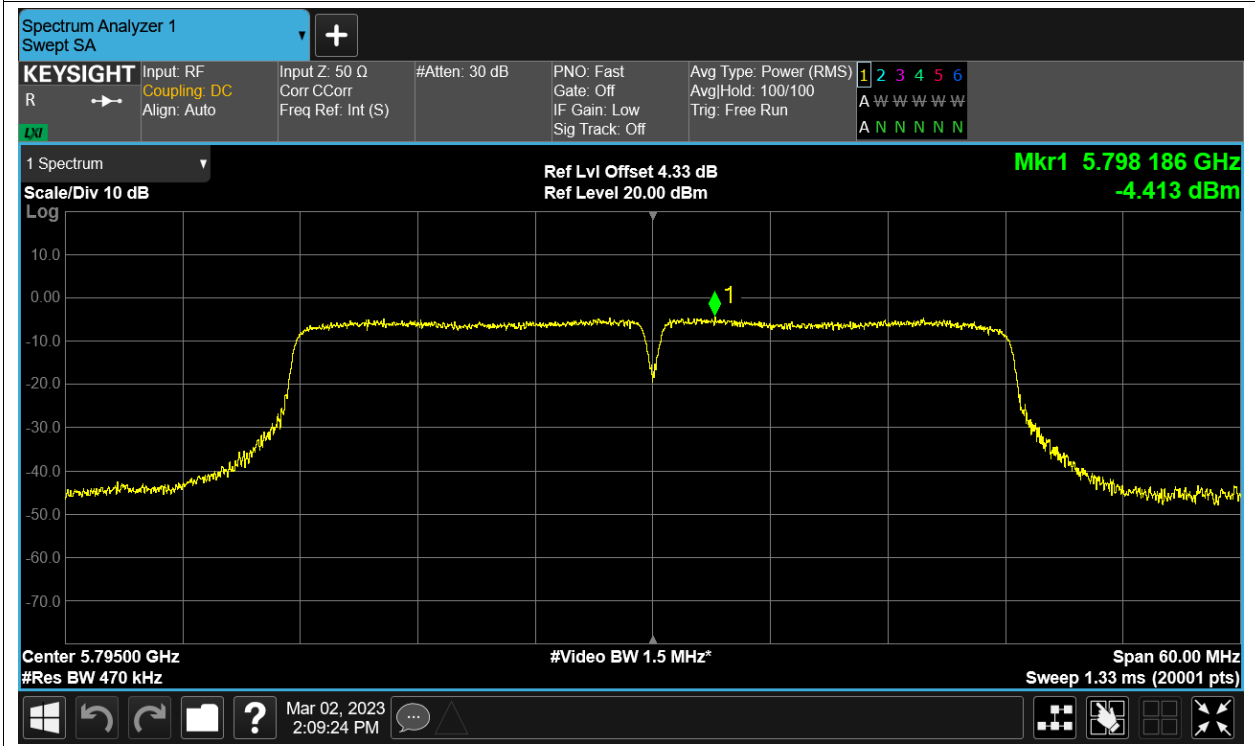 Spectrum Analyzer 1
Swept SA
KEYSIGHT
R
LXI
Input: RF
Coupling: DC
Align: Auto
Input Z: 50 Ω
Corr CCorr
Freq Ref: Int (S)
#Atten: 30 dB
PNO: Fast
Gate: Off
IF Gain: Low
Sig Track: Off
Avg Type: Power (RMS)
Avg|Hold: 100/100
Trig: Free Run
1 2 3 4 5 6
A W W W W W
A N N N N N
1 Spectrum
Scale/Div 10 dB
Log
Ref Lvl Offset 4.33 dB
Ref Level 20.00 dBm
Mkr1 5.798 186 GHz
-4.413 dBm
10.0
0.00
-10.0
-20.0
-30.0
-40.0
-50.0
-60.0
-70.0
1
Center 5.79500 GHz
#Res BW 470 kHz
#Video BW 1.5 MHz*
Span 60.00 MHz
Sweep 1.33 ms (20001 pts)
?
Mar 02, 2023
2:09:24 PM